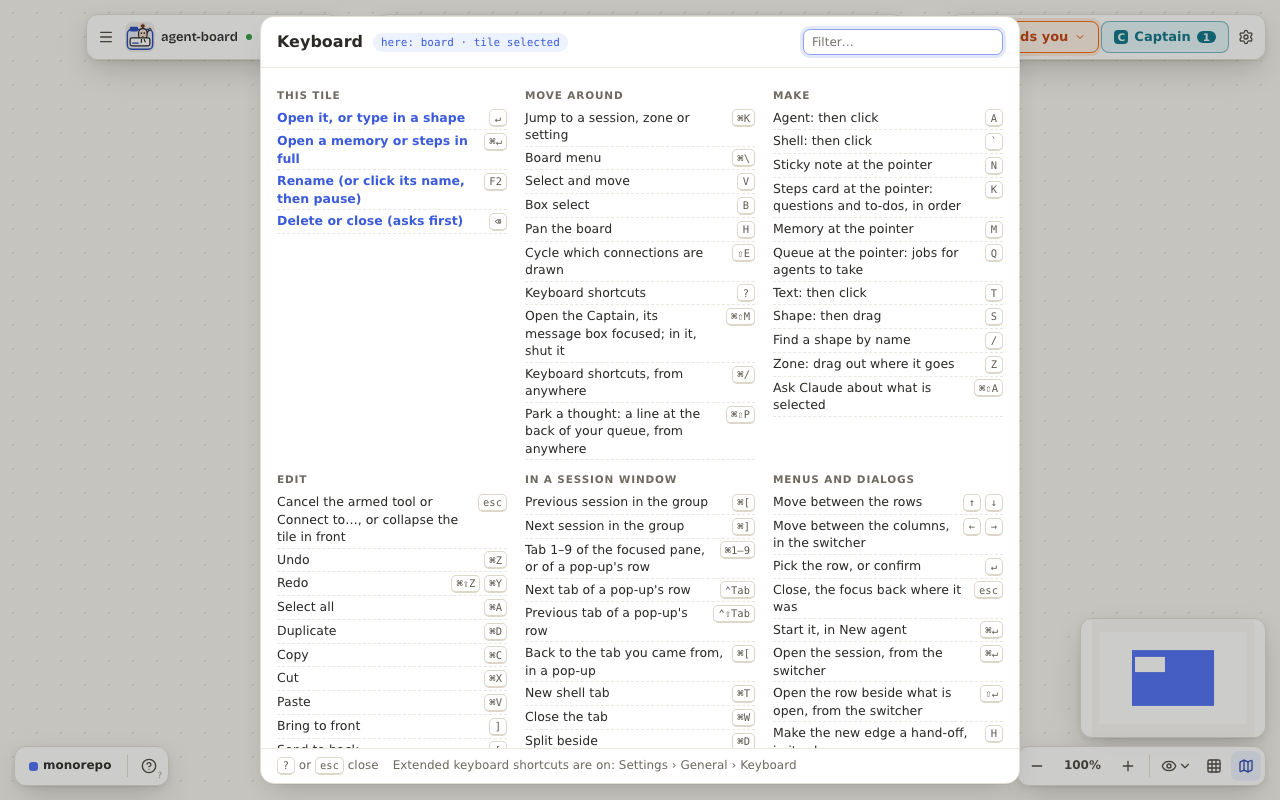 agent-board
Keyboard
here: board · tile selected
Filter…
ds you
C Captain 1
THIS TILE
Open it, or type in a shape ↵
Open a memory or steps in ⌘↵
full
Rename (or click its name, F2
then pause)
Delete or close (asks first) ⌫
MOVE AROUND
Jump to a session, zone or ⌘K
setting
Board menu ⌘\
Select and move V
Box select B
Pan the board H
Cycle which connections are ⇧E
drawn
Keyboard shortcuts ?
Open the Captain, its ⌘⇧M
message box focused; in it,
shut it
Keyboard shortcuts, from ⌘/
anywhere
Park a thought: a line at the ⌘⇧P
back of your queue, from
anywhere
MAKE
Agent: then click A
Shell: then click `
Sticky note at the pointer N
Steps card at the pointer: K
questions and to-dos, in order
Memory at the pointer M
Queue at the pointer: jobs for Q
agents to take
Text: then click T
Shape: then drag S
Find a shape by name /
Zone: drag out where it goes Z
Ask Claude about what is ⌘⇧A
selected
EDIT
Cancel the armed tool or esc
Connect to…, or collapse the
tile in front
Undo ⌘Z
Redo ⌘⇧Z ⌘Y
Select all ⌘A
Duplicate ⌘D
Copy ⌘C
Cut ⌘X
Paste ⌘V
Bring to front ]
IN A SESSION WINDOW
Previous session in the group ⌘[
Next session in the group ⌘]
Tab 1–9 of the focused pane, ⌘1–9
or of a pop-up's row
Next tab of a pop-up's row ⌃Tab
Previous tab of a pop-up's ⌃⇧Tab
row
Back to the tab you came from, ⌘[
in a pop-up
New shell tab ⌘T
Close the tab ⌘W
Split beside ⌘D
MENUS AND DIALOGS
Move between the rows ↑ ↓
Move between the columns, ← →
in the switcher
Pick the row, or confirm ↵
Close, the focus back where it esc
was
Start it, in New agent ⌘↵
Open the session, from the ⌘↵
switcher
Open the row beside what is ⇧↵
open, from the switcher
Make the new edge a hand-off, H
? or esc close Extended keyboard shortcuts are on: Settings › General › Keyboard
monorepo
?
100%